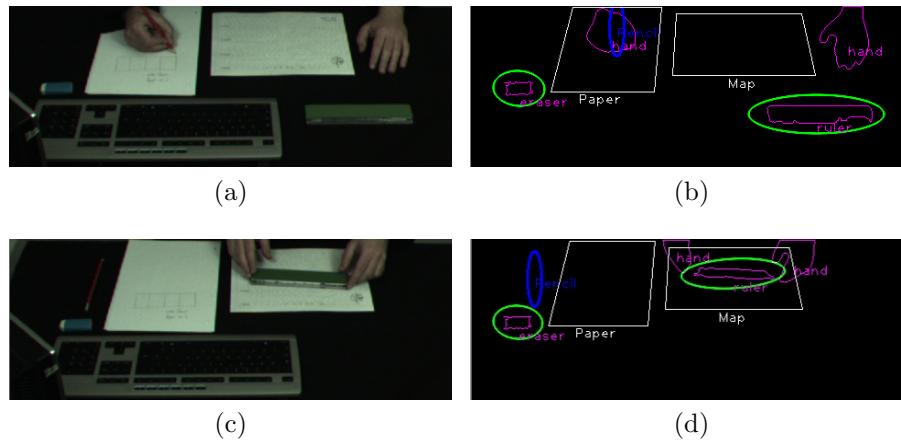 Pencil
hand
hand
eraser
Paper
Map
ruler
(a)
(b)
hand
hand
Pencil
ruler
eraser
Paper
Map
(c)
(d)